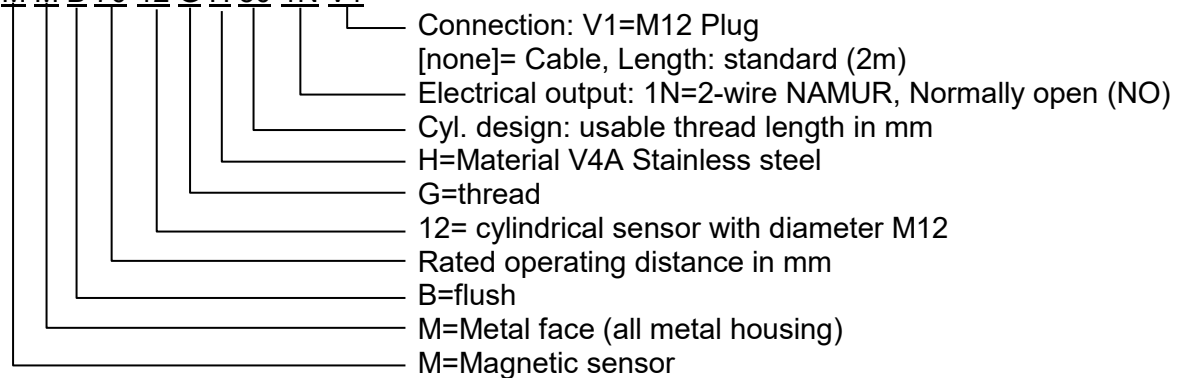 Connection: V1=M12 Plug
[none]= Cable, Length: standard (2m)
Electrical output: 1N=2-wire NAMUR, Normally open (NO)
Cyl. design: usable thread length in mm
H=Material V4A Stainless steel
G=thread
12= cylindrical sensor with diameter M12
Rated operating distance in mm
B=flush
M=Metal face (all metal housing)
M=Magnetic sensor